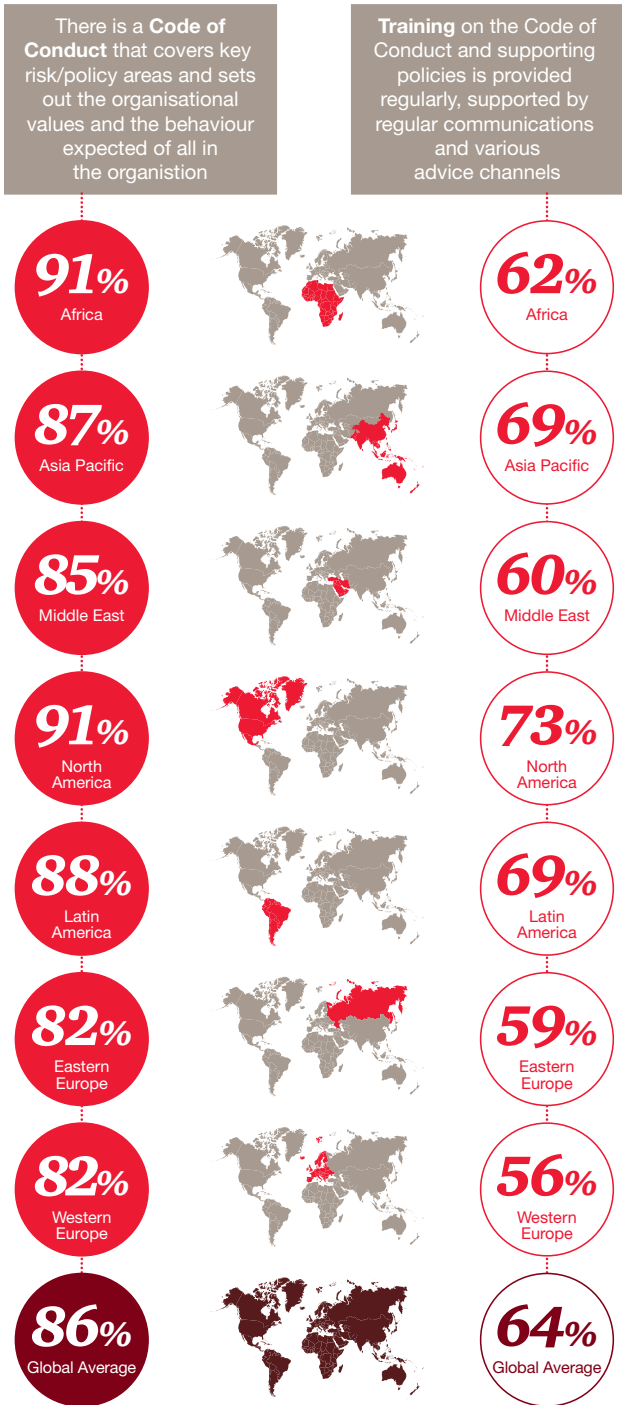 There is a Code of
Conduct that covers key
risk/policy areas and sets
out the organisational
values and the behaviour
expected of all in
the organistion
Training on the Code of
Conduct and supporting
policies is provided
regularly, supported by
regular communications
and various
advice channels
91%
Africa
62%
Africa
87%
Asia Pacific
69%
Asia Pacific
85%
Middle East
60%
Middle East
91%
North
America
73%
North
America
88%
Latin
America
69%
Latin
America
82%
Eastern
Europe
59%
Eastern
Europe
82%
Western
Europe
56%
Western
Europe
86%
Global Average
64%
Global Average